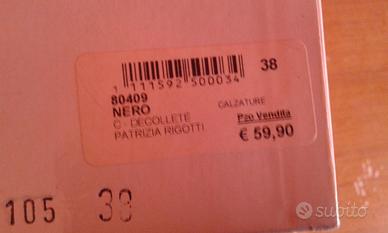 38
1 111592 500034
80409
CALZATURE
NERO
Pzo Vendita
C - DECOLLETE
€ 59,90
PATRIZIA RIGOTTI
105 38
subito